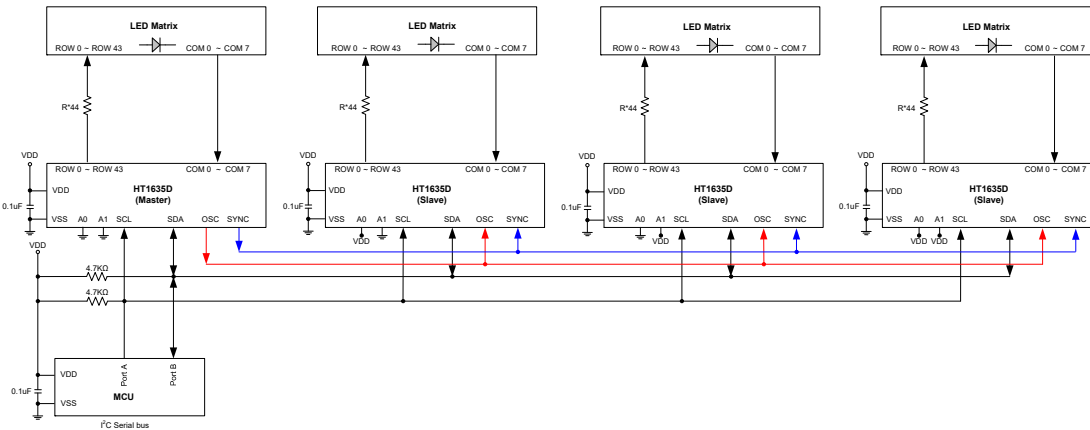 LED Matrix LED Matrix LED Matrix LED Matrix
ROW 0 ~ ROW 43 COM 0 ~ COM 7 ROW 0 ~ ROW 43 COM 0 ~ COM 7 ROW 0 ~ ROW 43 COM 0 ~ COM 7 ROW 0 ~ ROW 43 COM 0 ~ COM 7
R*44 R*44 R*44 R*44
VDD VDD VDD VDD
ROW 0 ~ ROW 43 COM 0 ~ COM 7 ROW 0 ~ ROW 43 COM 0 ~ COM 7 ROW 0 ~ ROW 43 COM 0 ~ COM 7 ROW 0 ~ ROW 43 COM 0 ~ COM 7
VDD HT1635D VDD HT1635D VDD HT1635D VDD HT1635D
(Master) (Slave) (Slave) (Slave)
0.1uF 0.1uF 0.1uF 0.1uF
VSS A0 A1 SCL SDA OSC SYNC VSS A0 A1 SCL SDA OSC SYNC VSS A0 A1 SCL SDA OSC SYNC VSS A0 A1 SCL SDA OSC SYNC
VDD VDD VDD VDD VDD
4.7KΩ
4.7KΩ
Port A Port B
VDD
0.1uF
MCU
VSS
I²C Serial bus